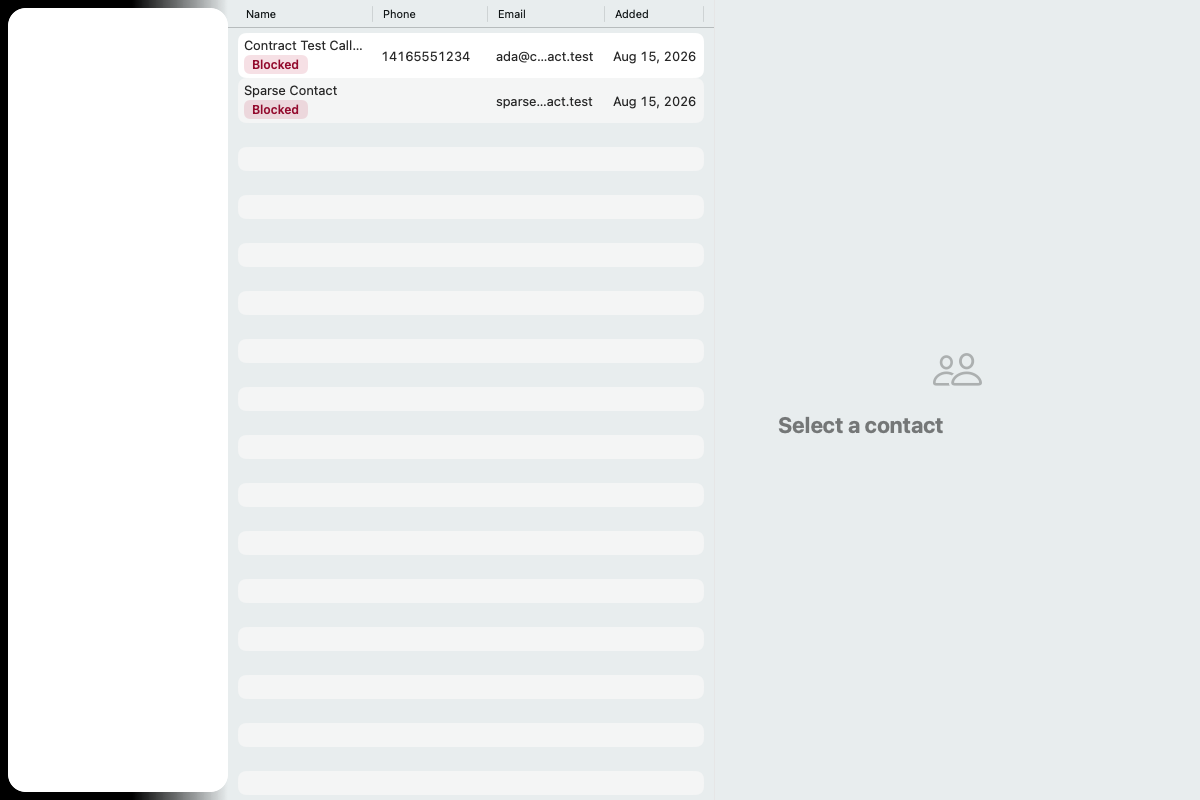 Name Phone Email Added
Contract Test Call... 14165551234 ada@c...act.test Aug 15, 2026
Blocked
Sparse Contact sparse...act.test Aug 15, 2026
Blocked
Select a contact